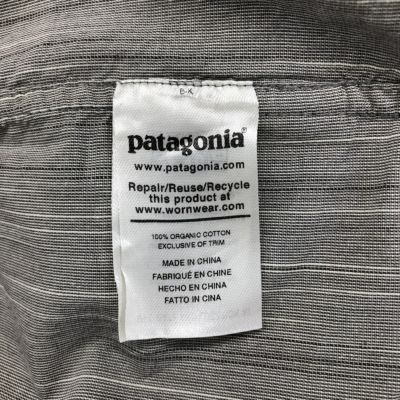 B-K
patagonia®
www.patagonia.com
Repair/Reuse/Recycle
this product at
www.wornwear.com
100% ORGANIC COTTON
EXCLUSIVE OF TRIM
MADE IN CHINA
FABRIQUÉ EN CHINE
HECHO EN CHINA
FATTO IN CINA